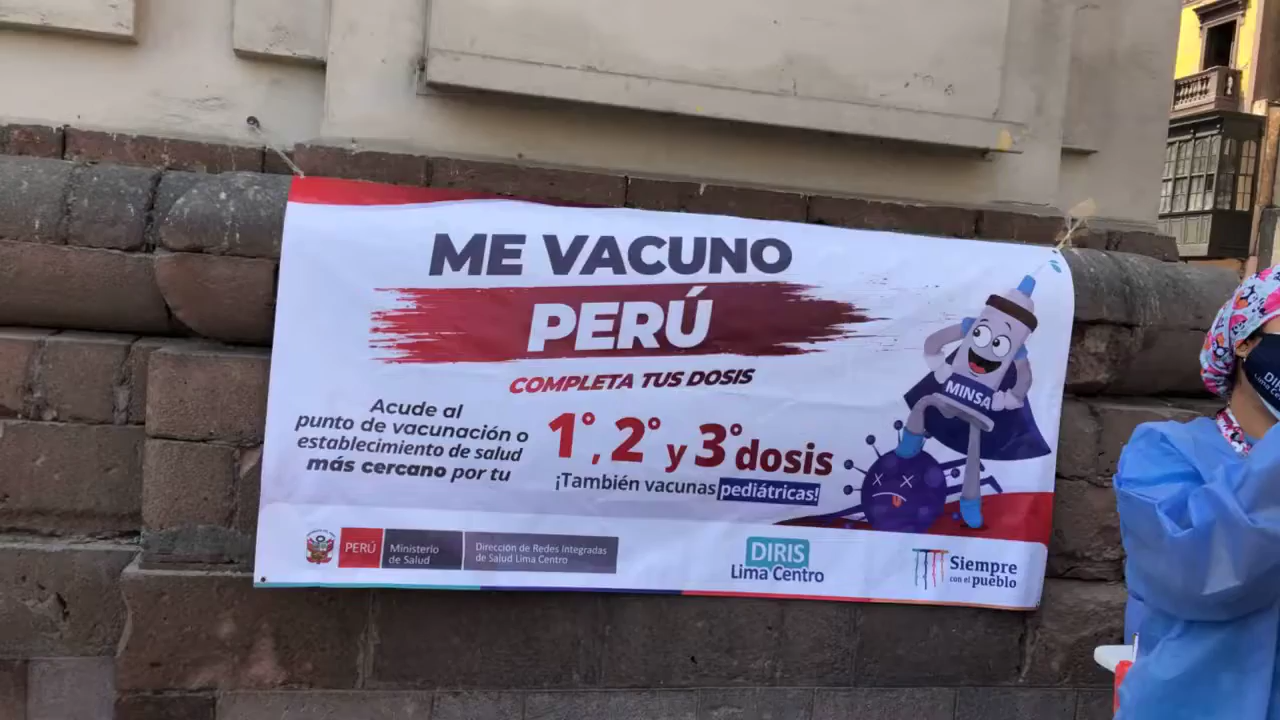 ME VACUNO
PERÚ
COMPLETA TUS DOSIS
Acude al
punto de vacunación o
establecimiento de salud
más cercano por tu
1°, 2° y 3° dosis
¡También vacunas pediátricas!
MINSA
PERÚ
Ministerio
de Salud
Dirección de Redes Integradas
de Salud Lima Centro
DIRIS
Lima Centro
Siempre
con el pueblo